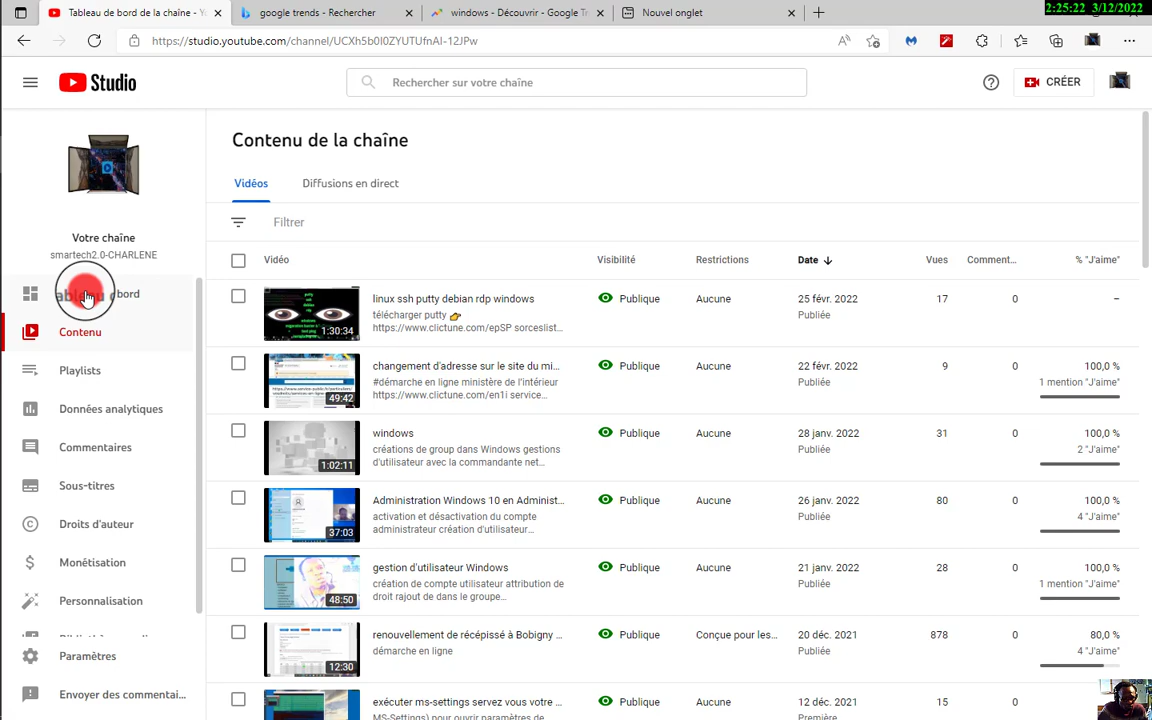 2:25:22 3/12/2022
Tableau de bord de la chaîne - Y
google trends - Rechercher
windows - Découvrir - Google Tr
Nouvel onglet
https://studio.youtube.com/channel/UCXh5b0I0ZYUTUfnAI-12JPw
Studio
Rechercher sur votre chaîne
CRÉER
Votre chaîne
smartech2.0-CHARLENE
bord
Contenu
Playlists
Données analytiques
Commentaires
Sous-titres
Droits d'auteur
Monétisation
Personnalisation
Paramètres
Envoyer des commentai...
Contenu de la chaîne
Vidéos Diffusions en direct
Filtrer
Vidéo Visibilité Restrictions Date Vues Comment... % "J'aime"
linux ssh putty debian rdp windows Publique Aucune 25 févr. 2022 17 0 –
télécharger putty 👉 Publiée
https://www.clictune.com/epSP sorceslist...
1:30:34
changement d'adresse sur le site du mi... Publique Aucune 22 févr. 2022 9 0 100,0 %
#démarche en ligne ministère de l'intérieur Publiée 1 mention "J'aime"
https://www.clictune.com/en1i service...
49:42
windows Publique Aucune 28 janv. 2022 31 0 100,0 %
créations de group dans Windows gestions Publiée 2 "J'aime"
d'utilisateur avec la commandante net...
1:02:11
Administration Windows 10 en Administ... Publique Aucune 26 janv. 2022 80 0 100,0 %
activation et désactivation du compte Publiée 4 "J'aime"
administrateur création d'utilisateur...
37:03
gestion d'utilisateur Windows Publique Aucune 21 janv. 2022 28 0 100,0 %
création de compte utilisateur attribution de Publiée 1 mention "J'aime"
droit rajout de dans le groupe...
48:50
renouvellement de récépissé à Bobigny ... Publique Conçue pour les... 20 déc. 2021 878 0 80,0 %
démarche en ligne Publiée 4 "J'aime"
12:30
exécuter ms-settings servez vous votre ... Publique Aucune 12 déc. 2021 15 0
MS-Settings) pour ouvrir paramètres de Première